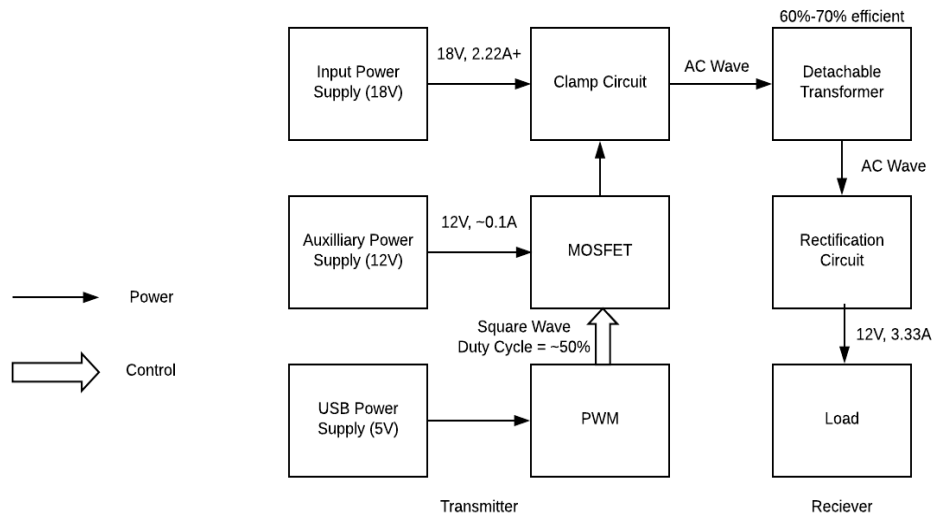 60%-70% efficient
Input Power
Supply (18V)
18V, 2.22A+
Clamp Circuit
AC Wave
Detachable
Transformer
AC Wave
Auxilliary Power
Supply (12V)
12V, ~0.1A
MOSFET
Rectification
Circuit
Power
Square Wave
Duty Cycle = ~50%
12V, 3.33A
Control
USB Power
Supply (5V)
PWM
Load
Transmitter
Reciever